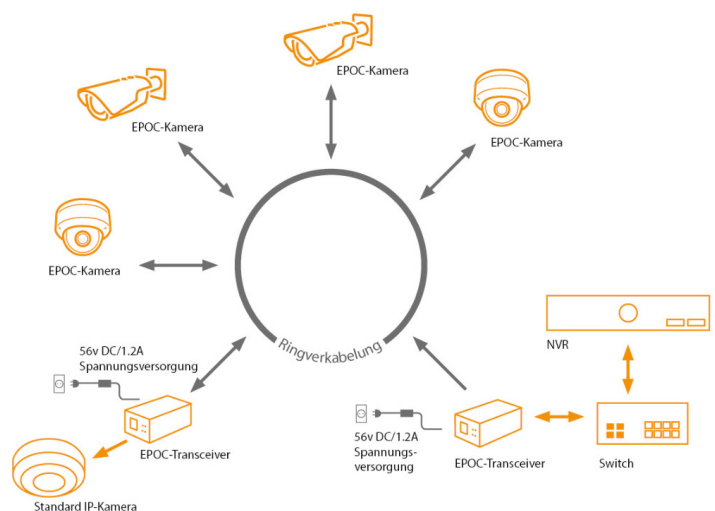 EPOC-Kamera
EPOC-Kamera
EPOC-Kamera
EPOC-Kamera
Ringverkabelung
NVR
56v DC/1.2A
Spannungsversorgung
EPOC-Transceiver
Standard IP-Kamera
56v DC/1.2A
Spannungs-
versorgung
EPOC-Transceiver
Switch